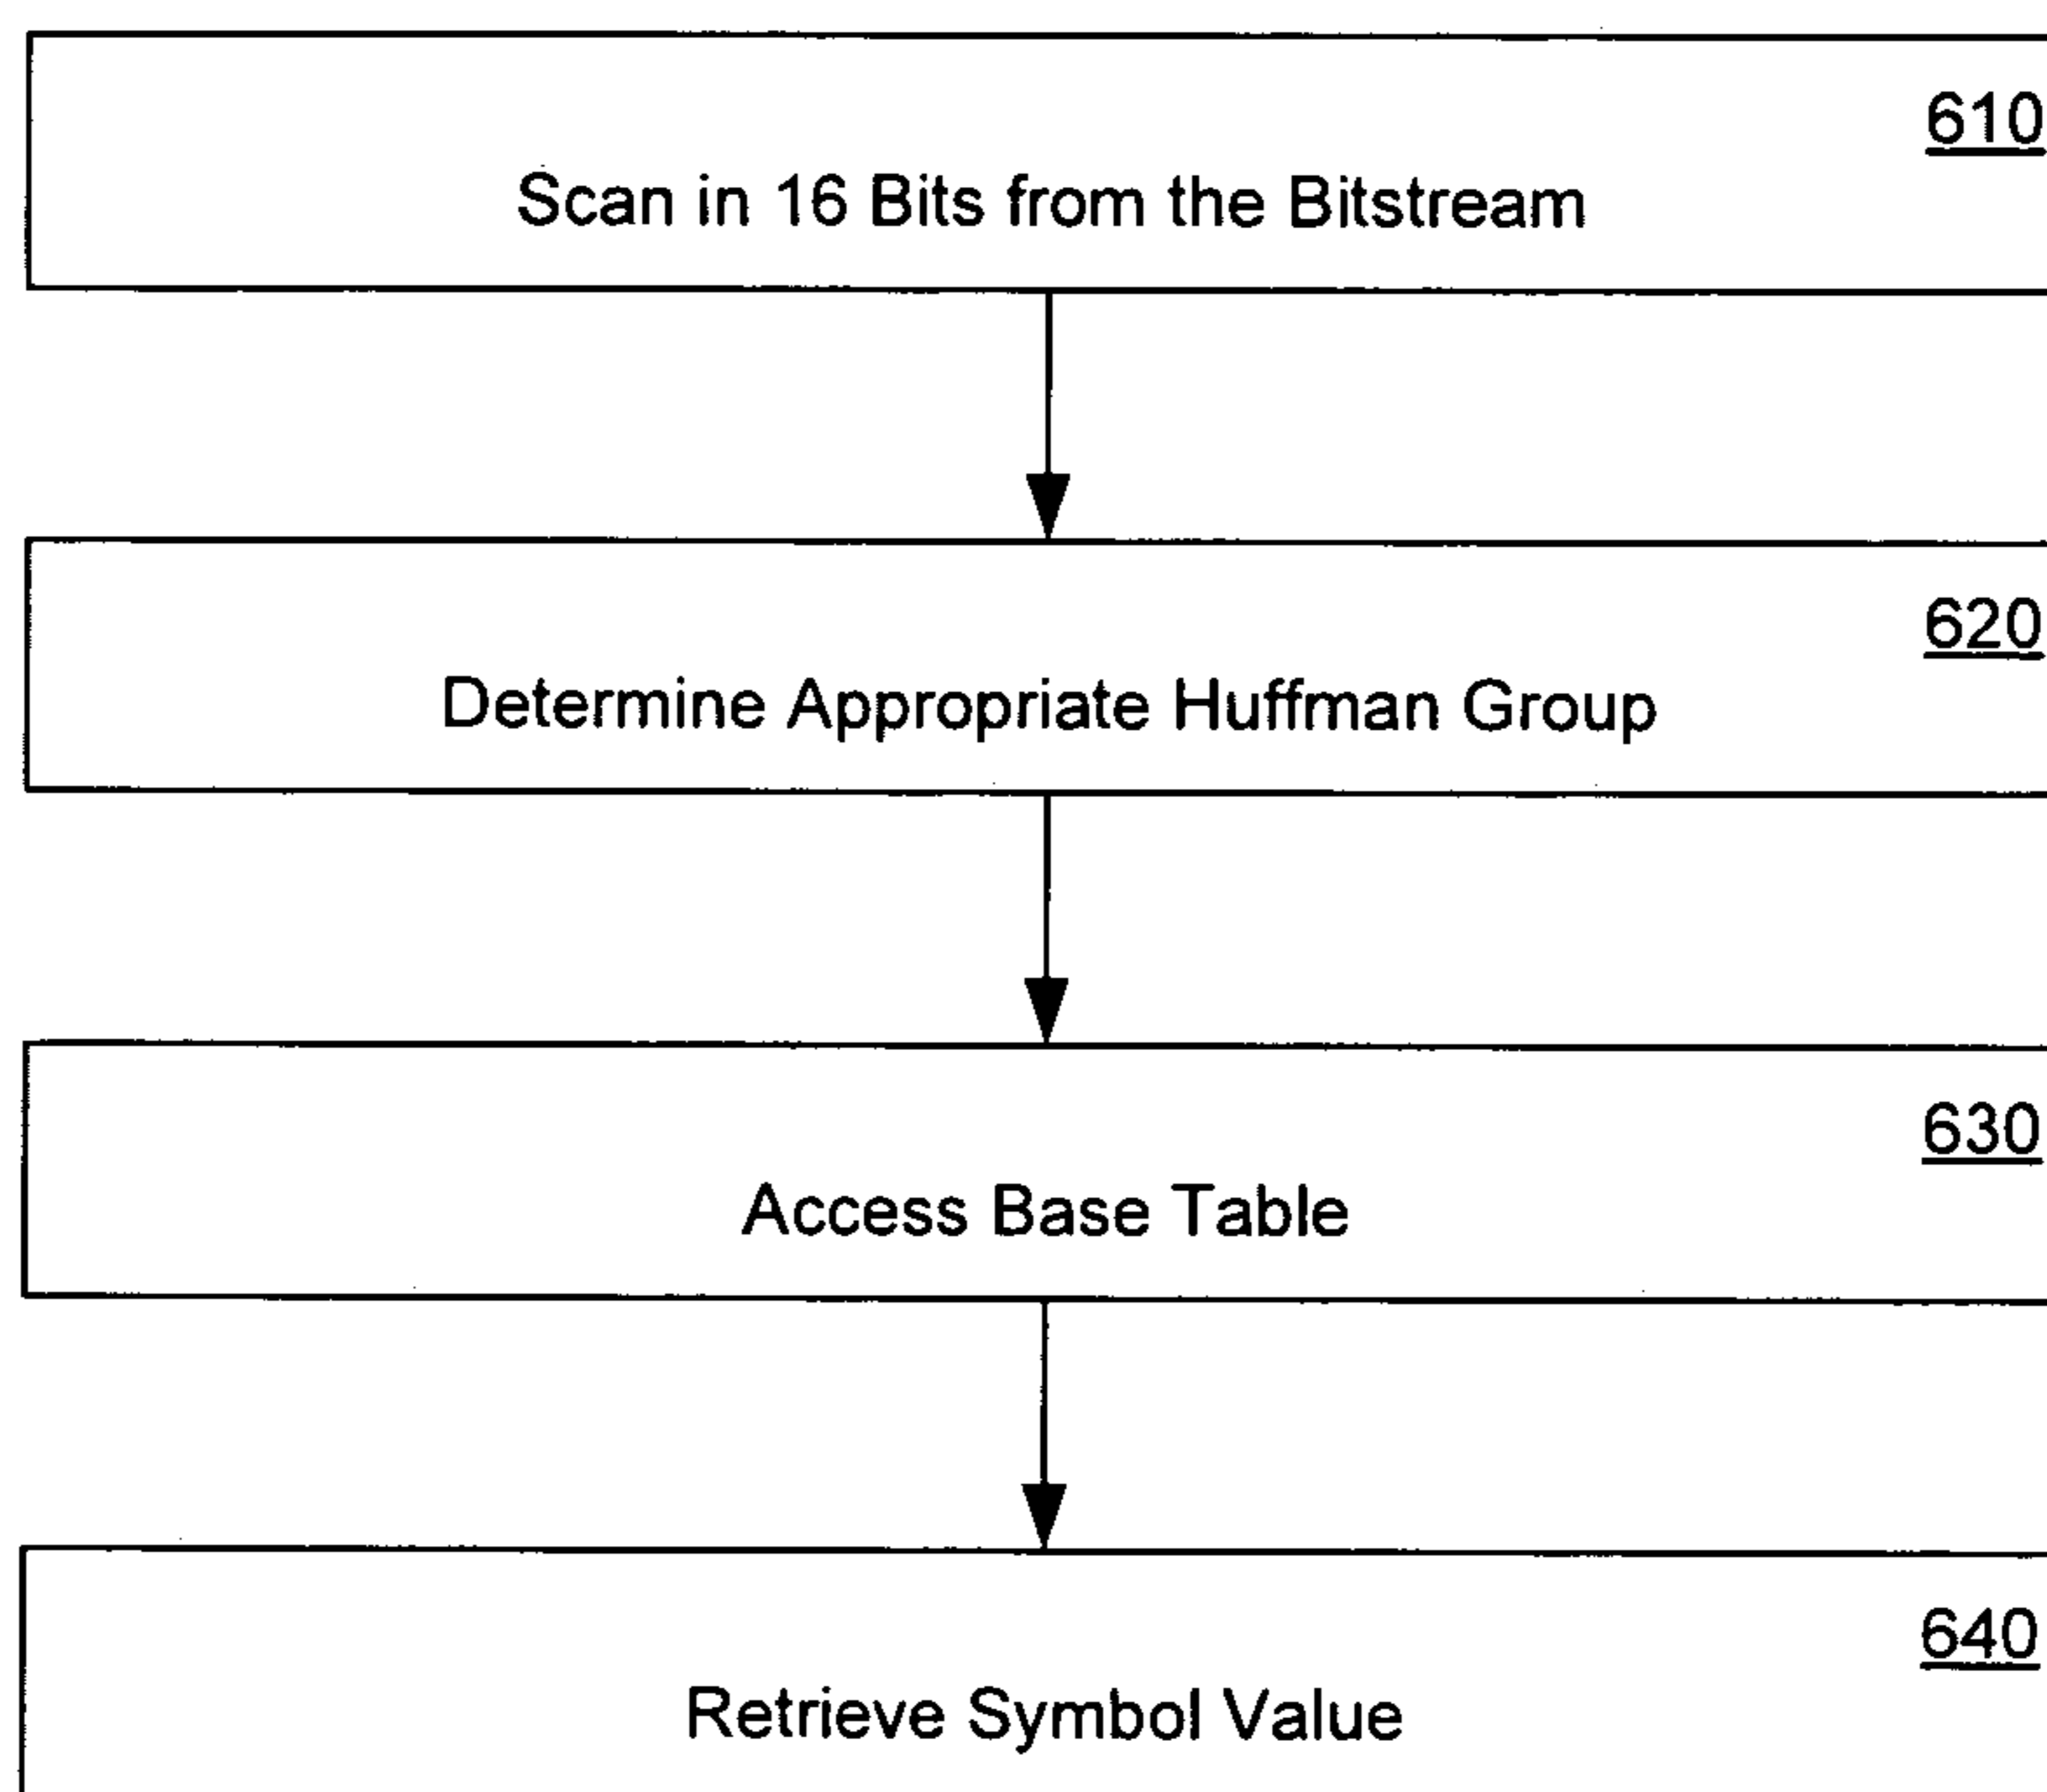 610
Scan in 16 Bits from the Bitstream
620
Determine Appropriate Huffman Group
630
Access Base Table
640
Retrieve Symbol Value